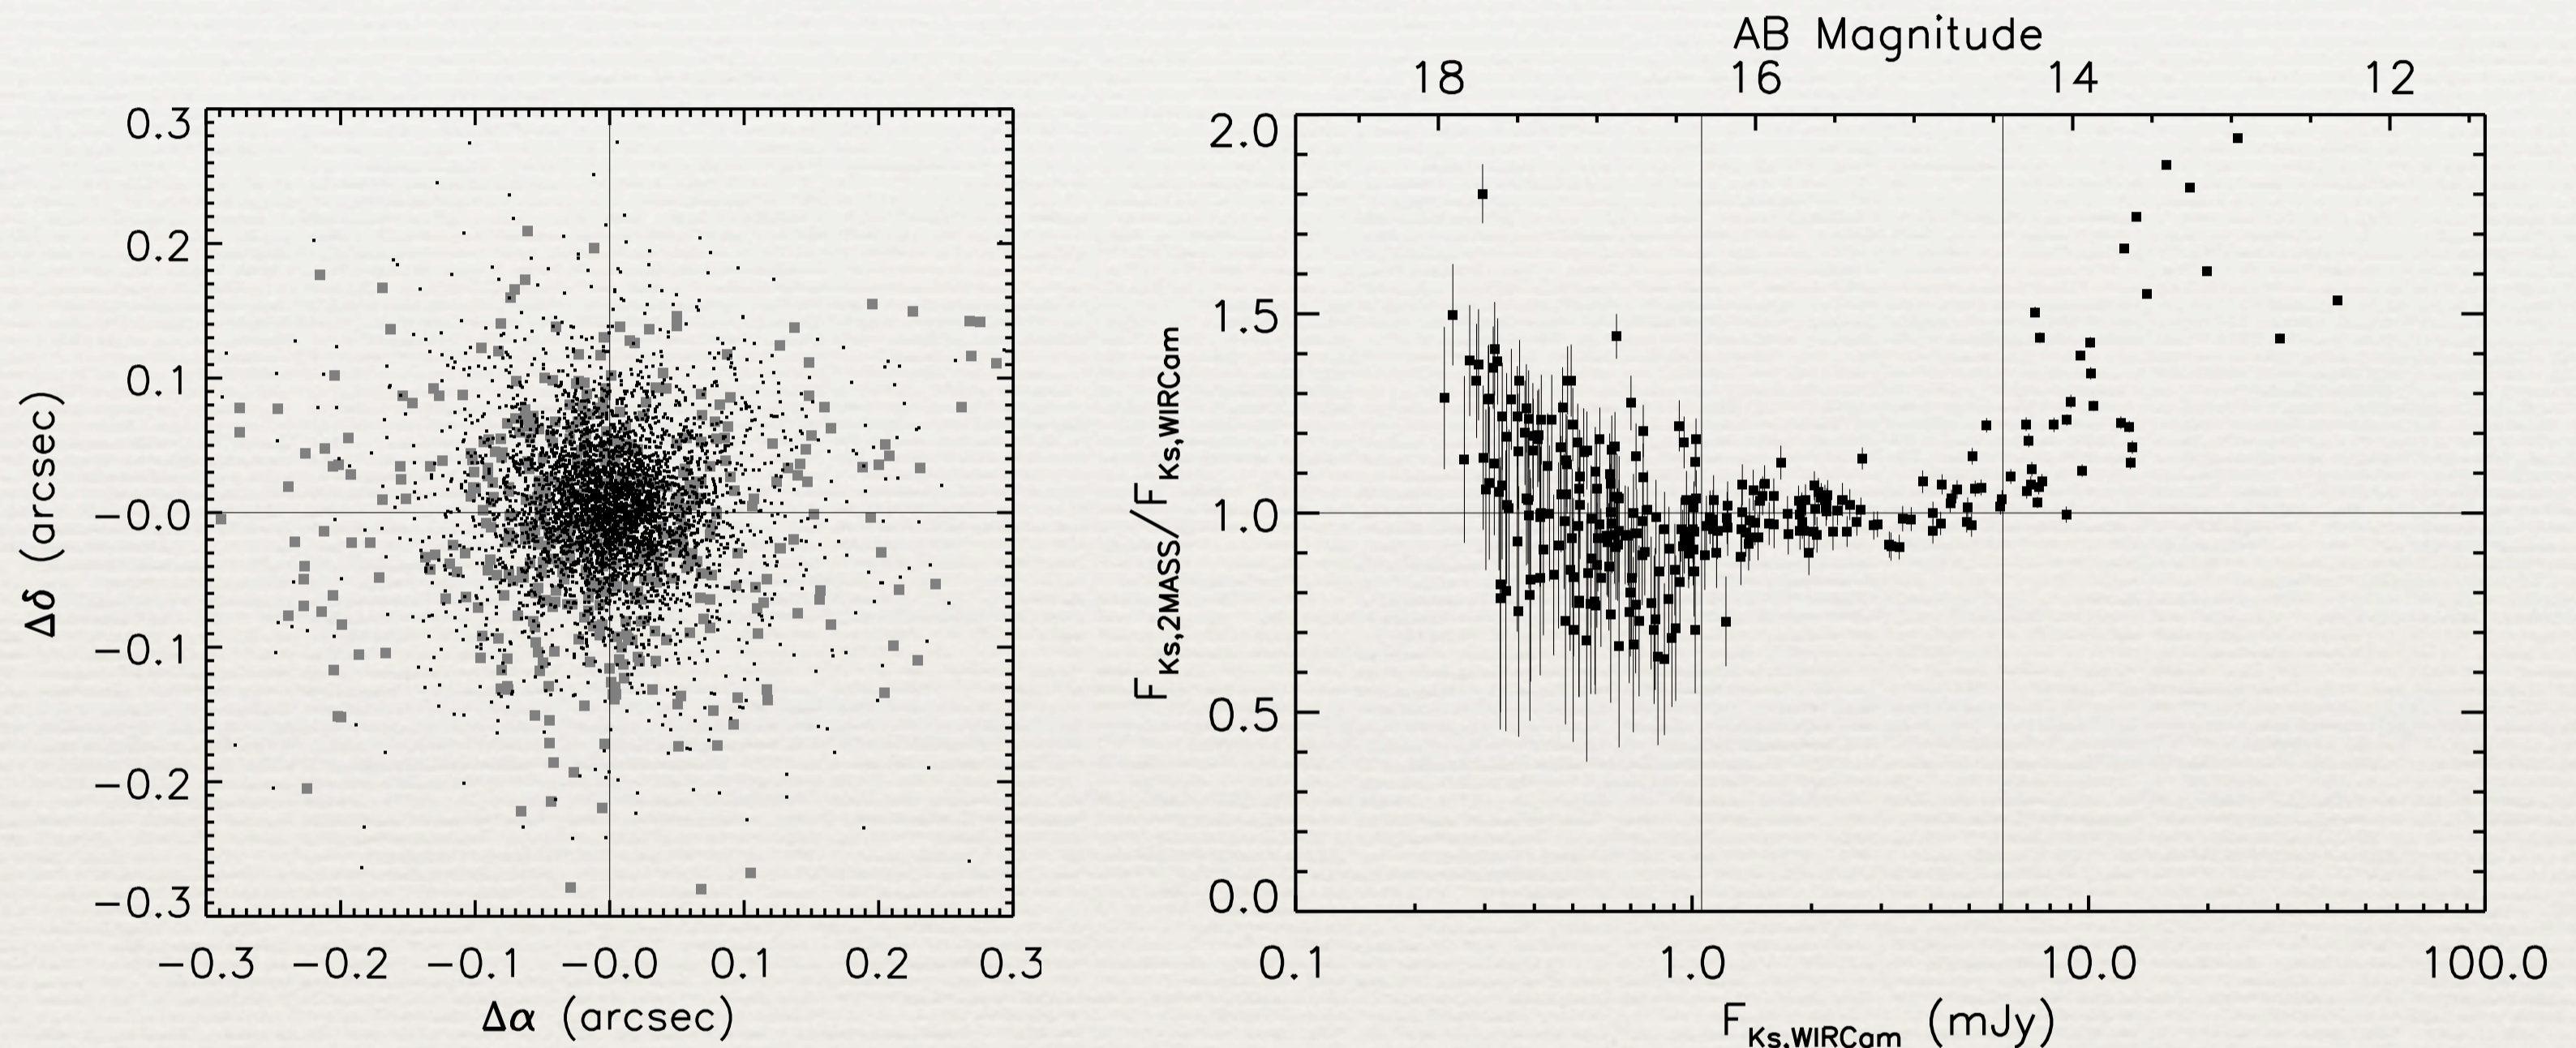 0.3
0.2
0.1
−0.0
−0.1
−0.2
−0.3
Δδ (arcsec)
−0.3 −0.2 −0.1 −0.0 0.1 0.2 0.3
Δα (arcsec)
AB Magnitude
18 16 14 12
2.0
1.5
1.0
0.5
0.0
F Ks,2MASS/F Ks,WIRCam
0.1 1.0 10.0 100.0
F Ks,WIRCam (mJy)